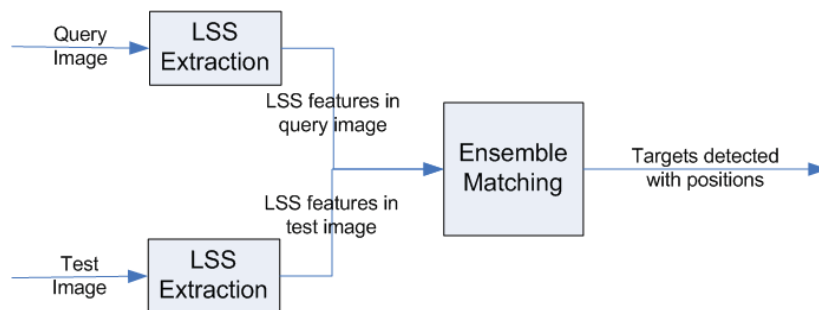 Query
Image
LSS
Extraction
LSS features in
query image
Ensemble
Matching
Targets detected
with positions
LSS features in
test image
Test
Image
LSS
Extraction